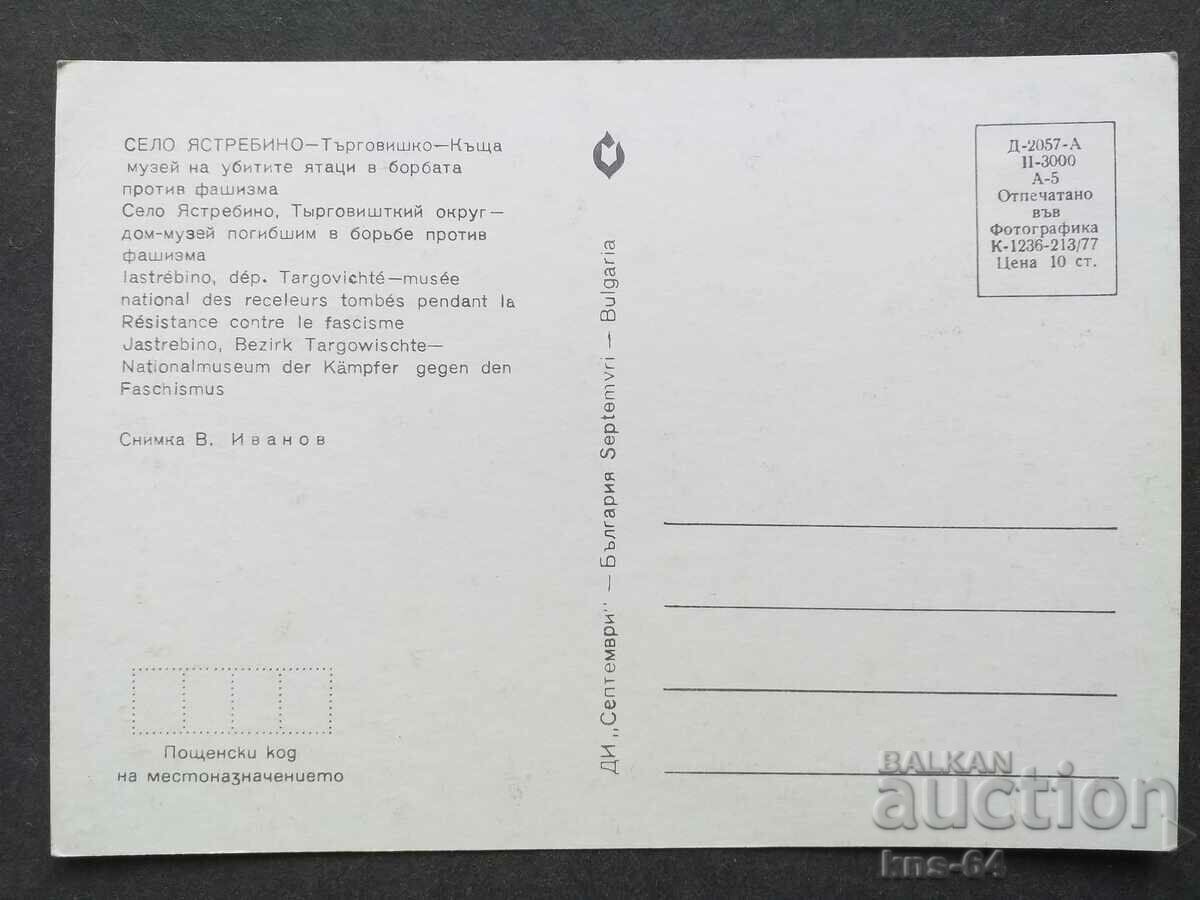 СЕЛО ЯСТРЕБИНО—Търговишко—Къща
музей на убитите ятаци в борбата
против фашизма
Село Ястребино, Тырговишткий округ—
дом-музей погибшим в борьбе против
фашизма
Iastrébino, dép. Targovichté—musée
national des receleurs tombés pendant la
Résistance contre le fascisme
Jastrebino, Bezirk Targowischte—
Nationalmuseum der Kämpfer gegen den
Faschismus
Снимка В. Иванов
Пощенски код
на местоназначението
ДИ „Септември" — България Septemvri — Bulgaria
Д-2057-А
II-3000
А-5
Отпечатано
във
Фотографика
К-1236-213/77
Цена 10 ст.
BALKAN
auction
kns-64